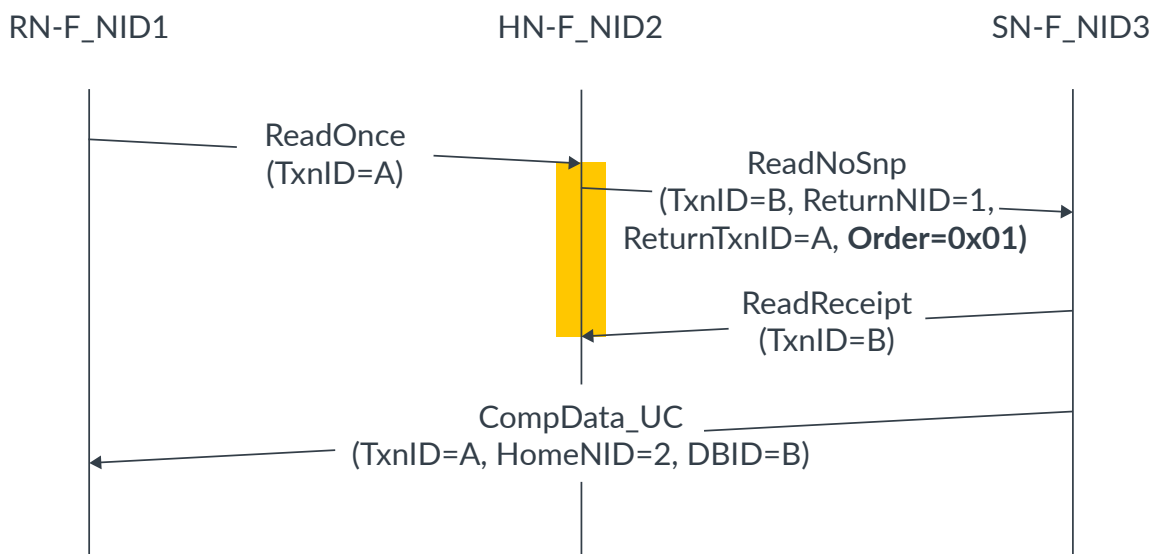 RN-F_NID1
HN-F_NID2
SN-F_NID3
ReadOnce
(TxnID=A)
ReadNoSnp
(TxnID=B, ReturnNID=1,
ReturnTxnID=A, Order=0x01)
ReadReceipt
(TxnID=B)
CompData_UC
(TxnID=A, HomeNID=2, DBID=B)